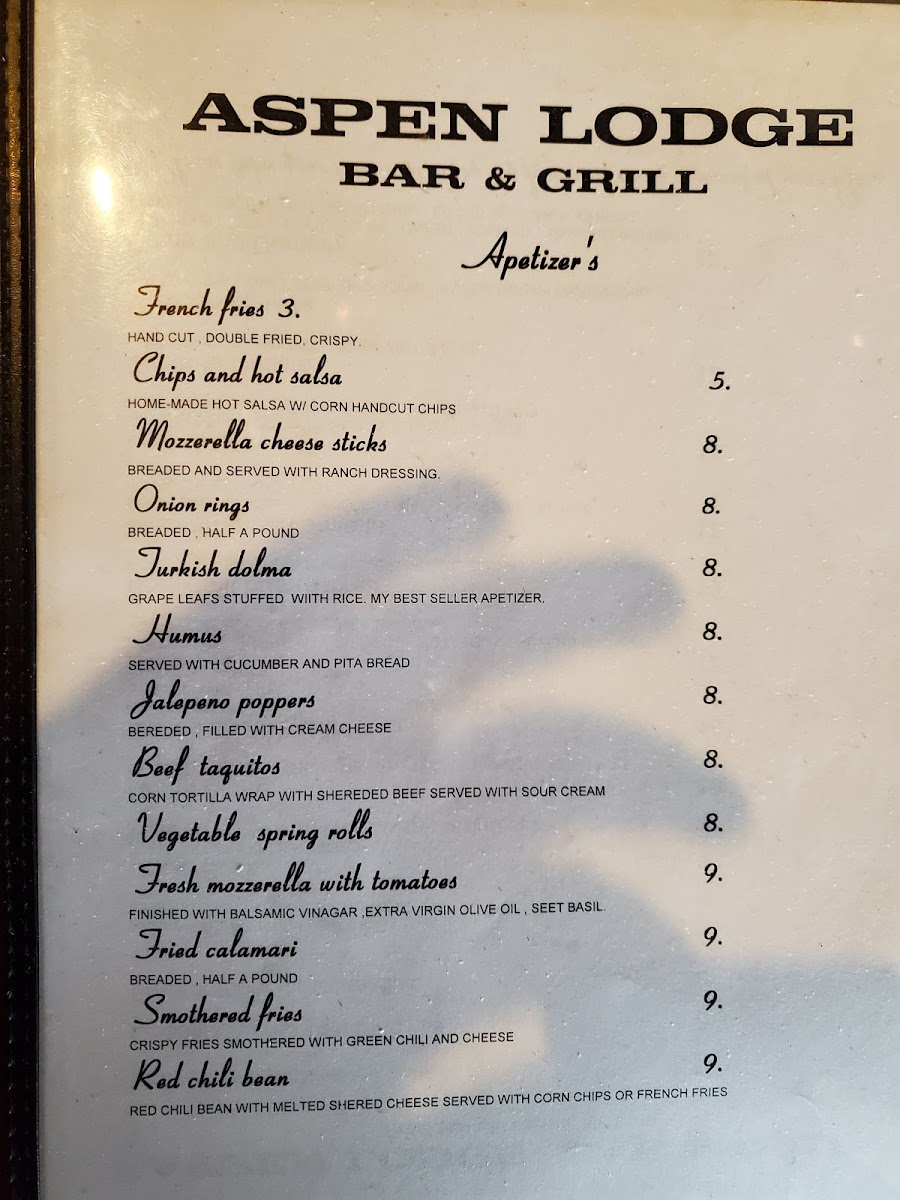 ASPEN LODGE
BAR & GRILL
Apetizer's
French fries 3.
HAND CUT , DOUBLE FRIED, CRISPY.
Chips and hot salsa 5.
HOME-MADE HOT SALSA W/ CORN HANDCUT CHIPS
Mozzerella cheese sticks 8.
BREADED AND SERVED WITH RANCH DRESSING.
Onion rings 8.
BREADED , HALF A POUND
Turkish dolma 8.
GRAPE LEAFS STUFFED WIITH RICE. MY BEST SELLER APETIZER.
Humus 8.
SERVED WITH CUCUMBER AND PITA BREAD
Jalepeno poppers 8.
BEREDED , FILLED WITH CREAM CHEESE
Beef taquitos 8.
CORN TORTILLA WRAP WITH SHEREDED BEEF SERVED WITH SOUR CREAM
Vegetable spring rolls 8.
Fresh mozzerella with tomatoes 9.
FINISHED WITH BALSAMIC VINAGAR ,EXTRA VIRGIN OLIVE OIL , SEET BASIL.
Fried calamari 9.
BREADED , HALF A POUND
Smothered fries 9.
CRISPY FRIES SMOTHERED WITH GREEN CHILI AND CHEESE
Red chili bean 9.
RED CHILI BEAN WITH MELTED SHERED CHEESE SERVED WITH CORN CHIPS OR FRENCH FRIES